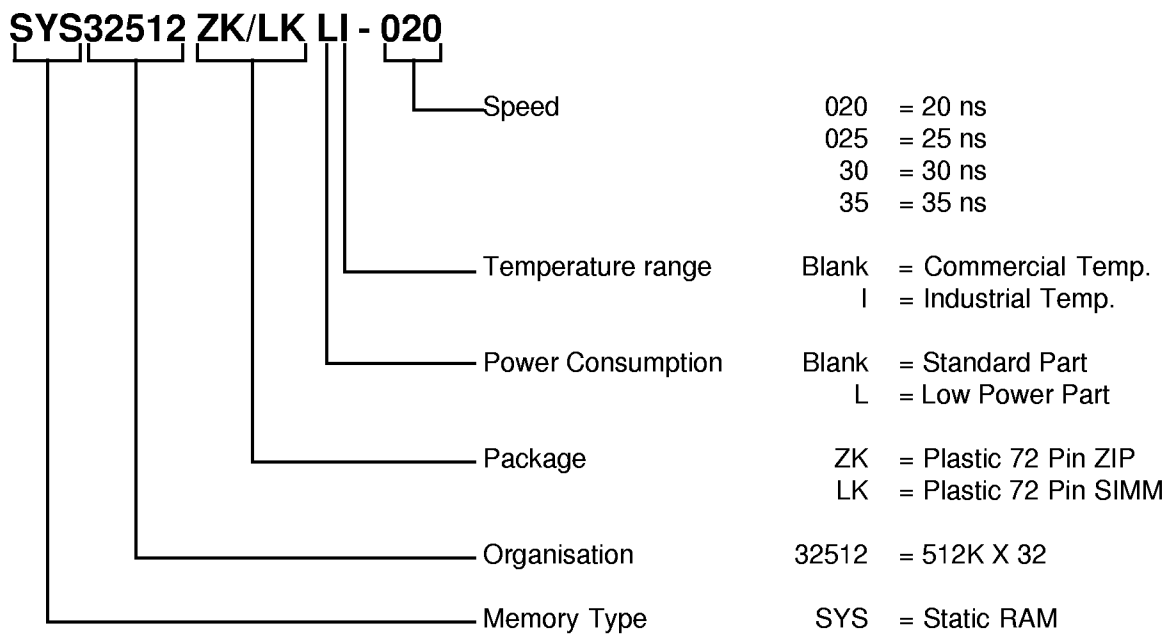 SYS32512 ZK/LK LI - 020
Speed 020 = 20 ns
025 = 25 ns
30 = 30 ns
35 = 35 ns
Temperature range Blank = Commercial Temp.
I = Industrial Temp.
Power Consumption Blank = Standard Part
L = Low Power Part
Package ZK = Plastic 72 Pin ZIP
LK = Plastic 72 Pin SIMM
Organisation 32512 = 512K X 32
Memory Type SYS = Static RAM